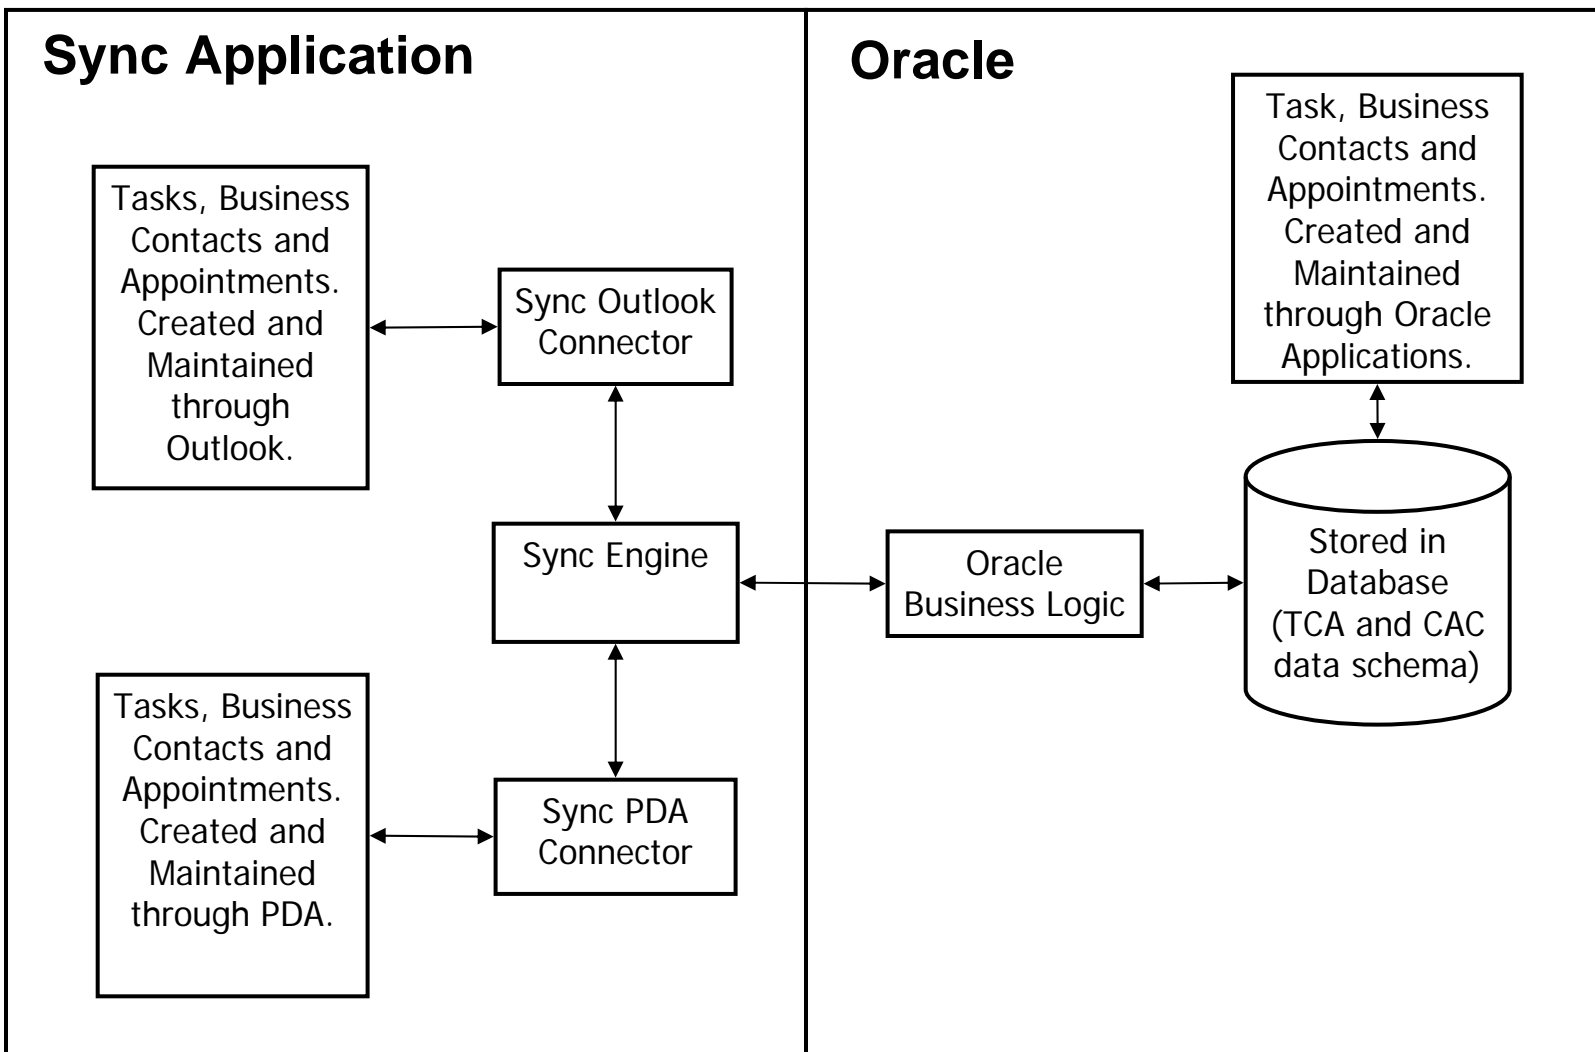 Sync Application
Tasks, Business
Contacts and
Appointments.
Created and
Maintained
through
Outlook.
Sync Outlook
Connector
Sync Engine
Tasks, Business
Contacts and
Appointments.
Created and
Maintained
through PDA.
Sync PDA
Connector
Oracle
Task, Business
Contacts and
Appointments.
Created and
Maintained
through Oracle
Applications.
Oracle
Business Logic
Stored in
Database
(TCA and CAC
data schema)